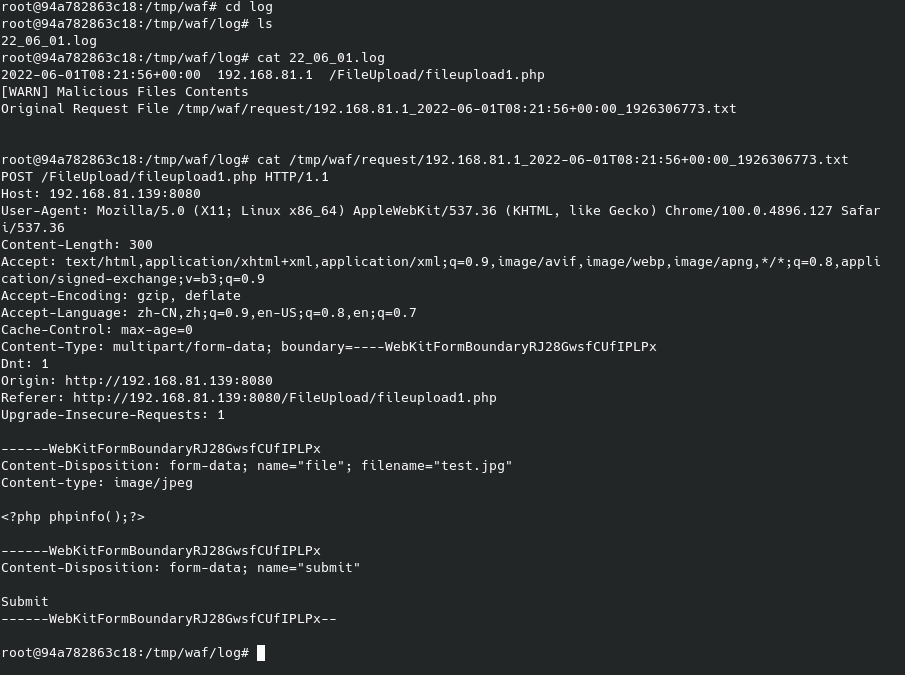 root@94a782863c18:/tmp/waf# cd log
root@94a782863c18:/tmp/waf/log# ls
22_06_01.log
root@94a782863c18:/tmp/waf/log# cat 22_06_01.log
2022-06-01T08:21:56+00:00  192.168.81.1  /FileUpload/fileupload1.php
[WARN] Malicious Files Contents
Original Request File /tmp/waf/request/192.168.81.1_2022-06-01T08:21:56+00:00_1926306773.txt
root@94a782863c18:/tmp/waf/log# cat /tmp/waf/request/192.168.81.1_2022-06-01T08:21:56+00:00_1926306773.txt
POST /FileUpload/fileupload1.php HTTP/1.1
Host: 192.168.81.139:8080
User-Agent: Mozilla/5.0 (X11; Linux x86_64) AppleWebKit/537.36 (KHTML, like Gecko) Chrome/100.0.4896.127 Safar
i/537.36
Content-Length: 300
Accept: text/html,application/xhtml+xml,application/xml;q=0.9,image/avif,image/webp,image/apng,*/*;q=0.8,appli
cation/signed-exchange;v=b3;q=0.9
Accept-Encoding: gzip, deflate
Accept-Language: zh-CN,zh;q=0.9,en-US;q=0.8,en;q=0.7
Cache-Control: max-age=0
Content-Type: multipart/form-data; boundary=----WebKitFormBoundaryRJ28GwsfCUfIPLPx
Dnt: 1
Origin: http://192.168.81.139:8080
Referer: http://192.168.81.139:8080/FileUpload/fileupload1.php
Upgrade-Insecure-Requests: 1
------WebKitFormBoundaryRJ28GwsfCUfIPLPx
Content-Disposition: form-data; name="file"; filename="test.jpg"
Content-type: image/jpeg
<?php phpinfo();?>
------WebKitFormBoundaryRJ28GwsfCUfIPLPx
Content-Disposition: form-data; name="submit"
Submit
------WebKitFormBoundaryRJ28GwsfCUfIPLPx--
root@94a782863c18:/tmp/waf/log#